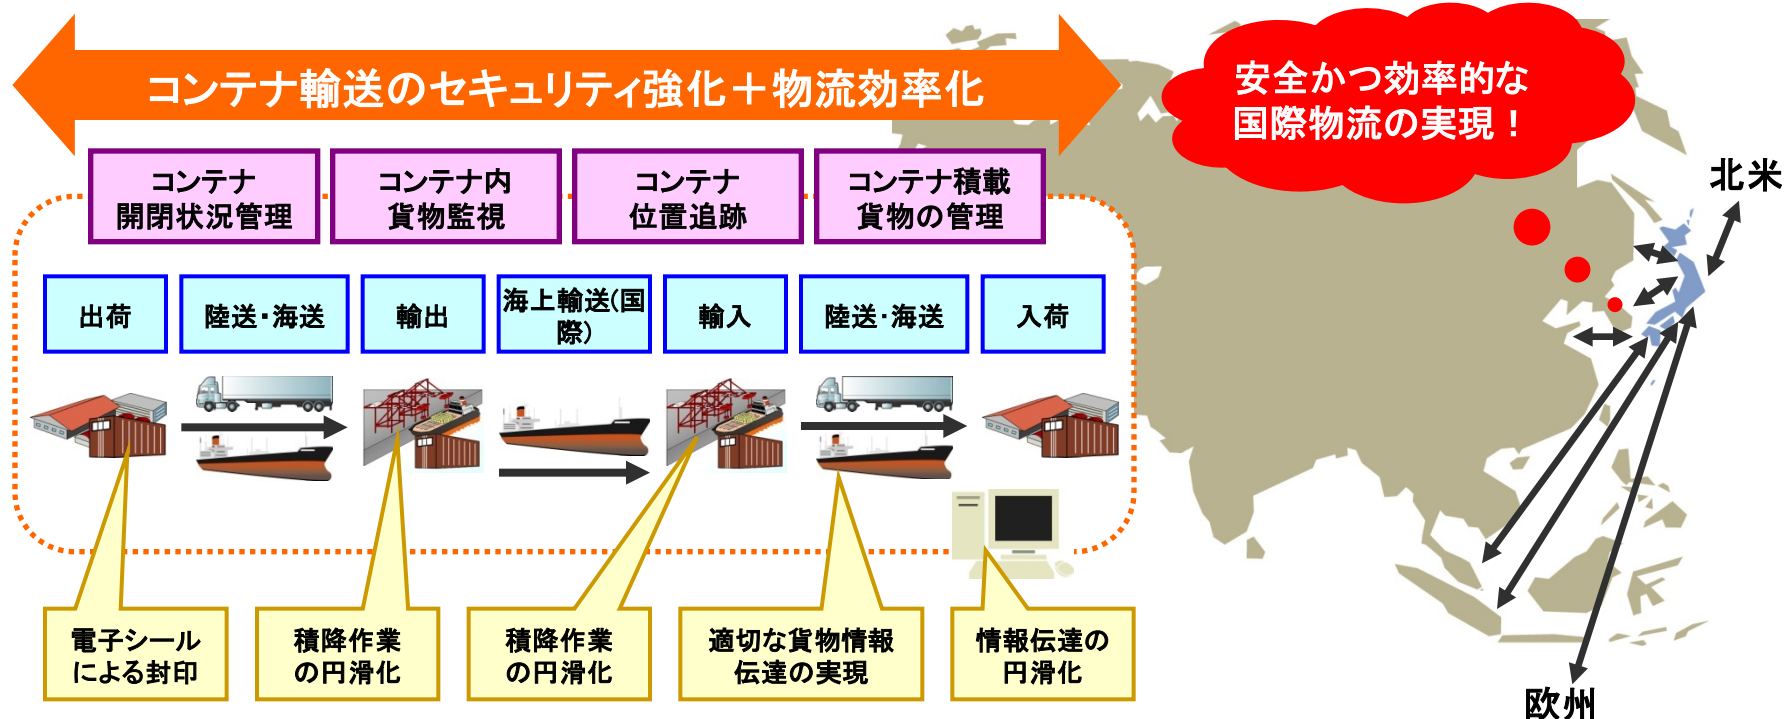 コンテナ輸送のセキュリティ強化＋物流効率化
安全かつ効率的な
国際物流の実現！
北米
コンテナ
開閉状況管理
コンテナ内
貨物監視
コンテナ
位置追跡
コンテナ積載
貨物の管理
出荷
陸送・海送
輸出
海上輸送(国
際)
輸入
陸送・海送
入荷
電子シール
による封印
積降作業
の円滑化
積降作業
の円滑化
適切な貨物情報
伝達の実現
情報伝達の
円滑化
欧州